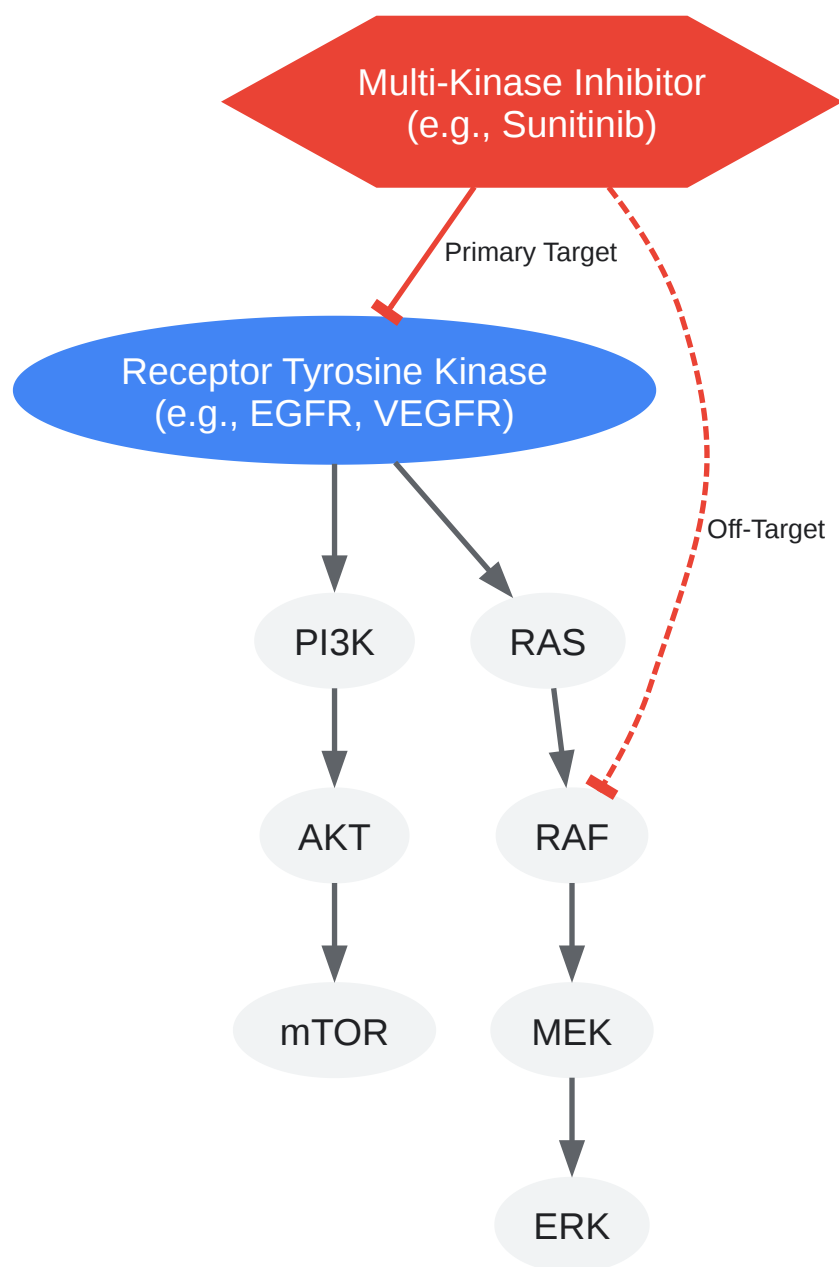 Multi-Kinase Inhibitor
(e.g., Sunitinib)
Primary Target
Receptor Tyrosine Kinase
(e.g., EGFR, VEGFR)
Off-Target
PI3K
RAS
AKT
RAF
mTOR
MEK
ERK